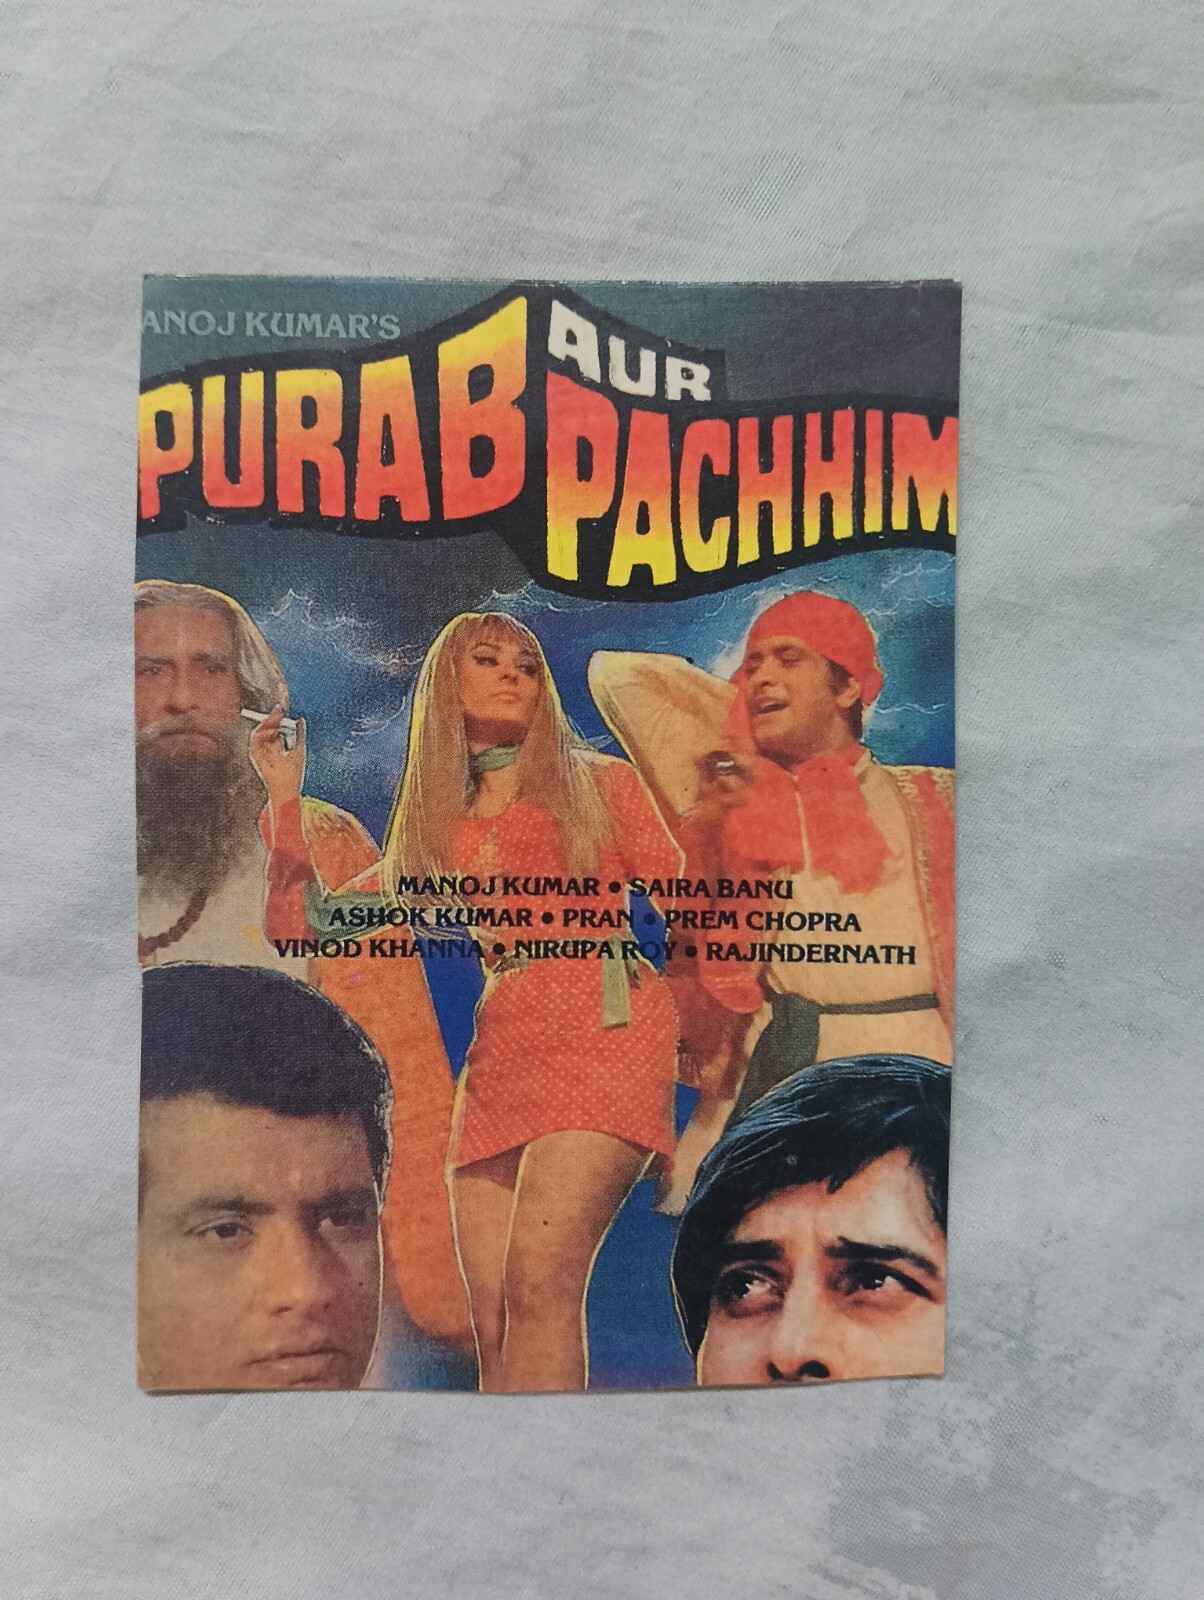 ANOJ KUMAR'S
PURAB AUR PACHHIM
MANOJ KUMAR • SAIRA BANU
ASHOK KUMAR • PRAN • PREM CHOPRA
VINOD KHANNA • NIRUPA ROY • RAJINDERNATH